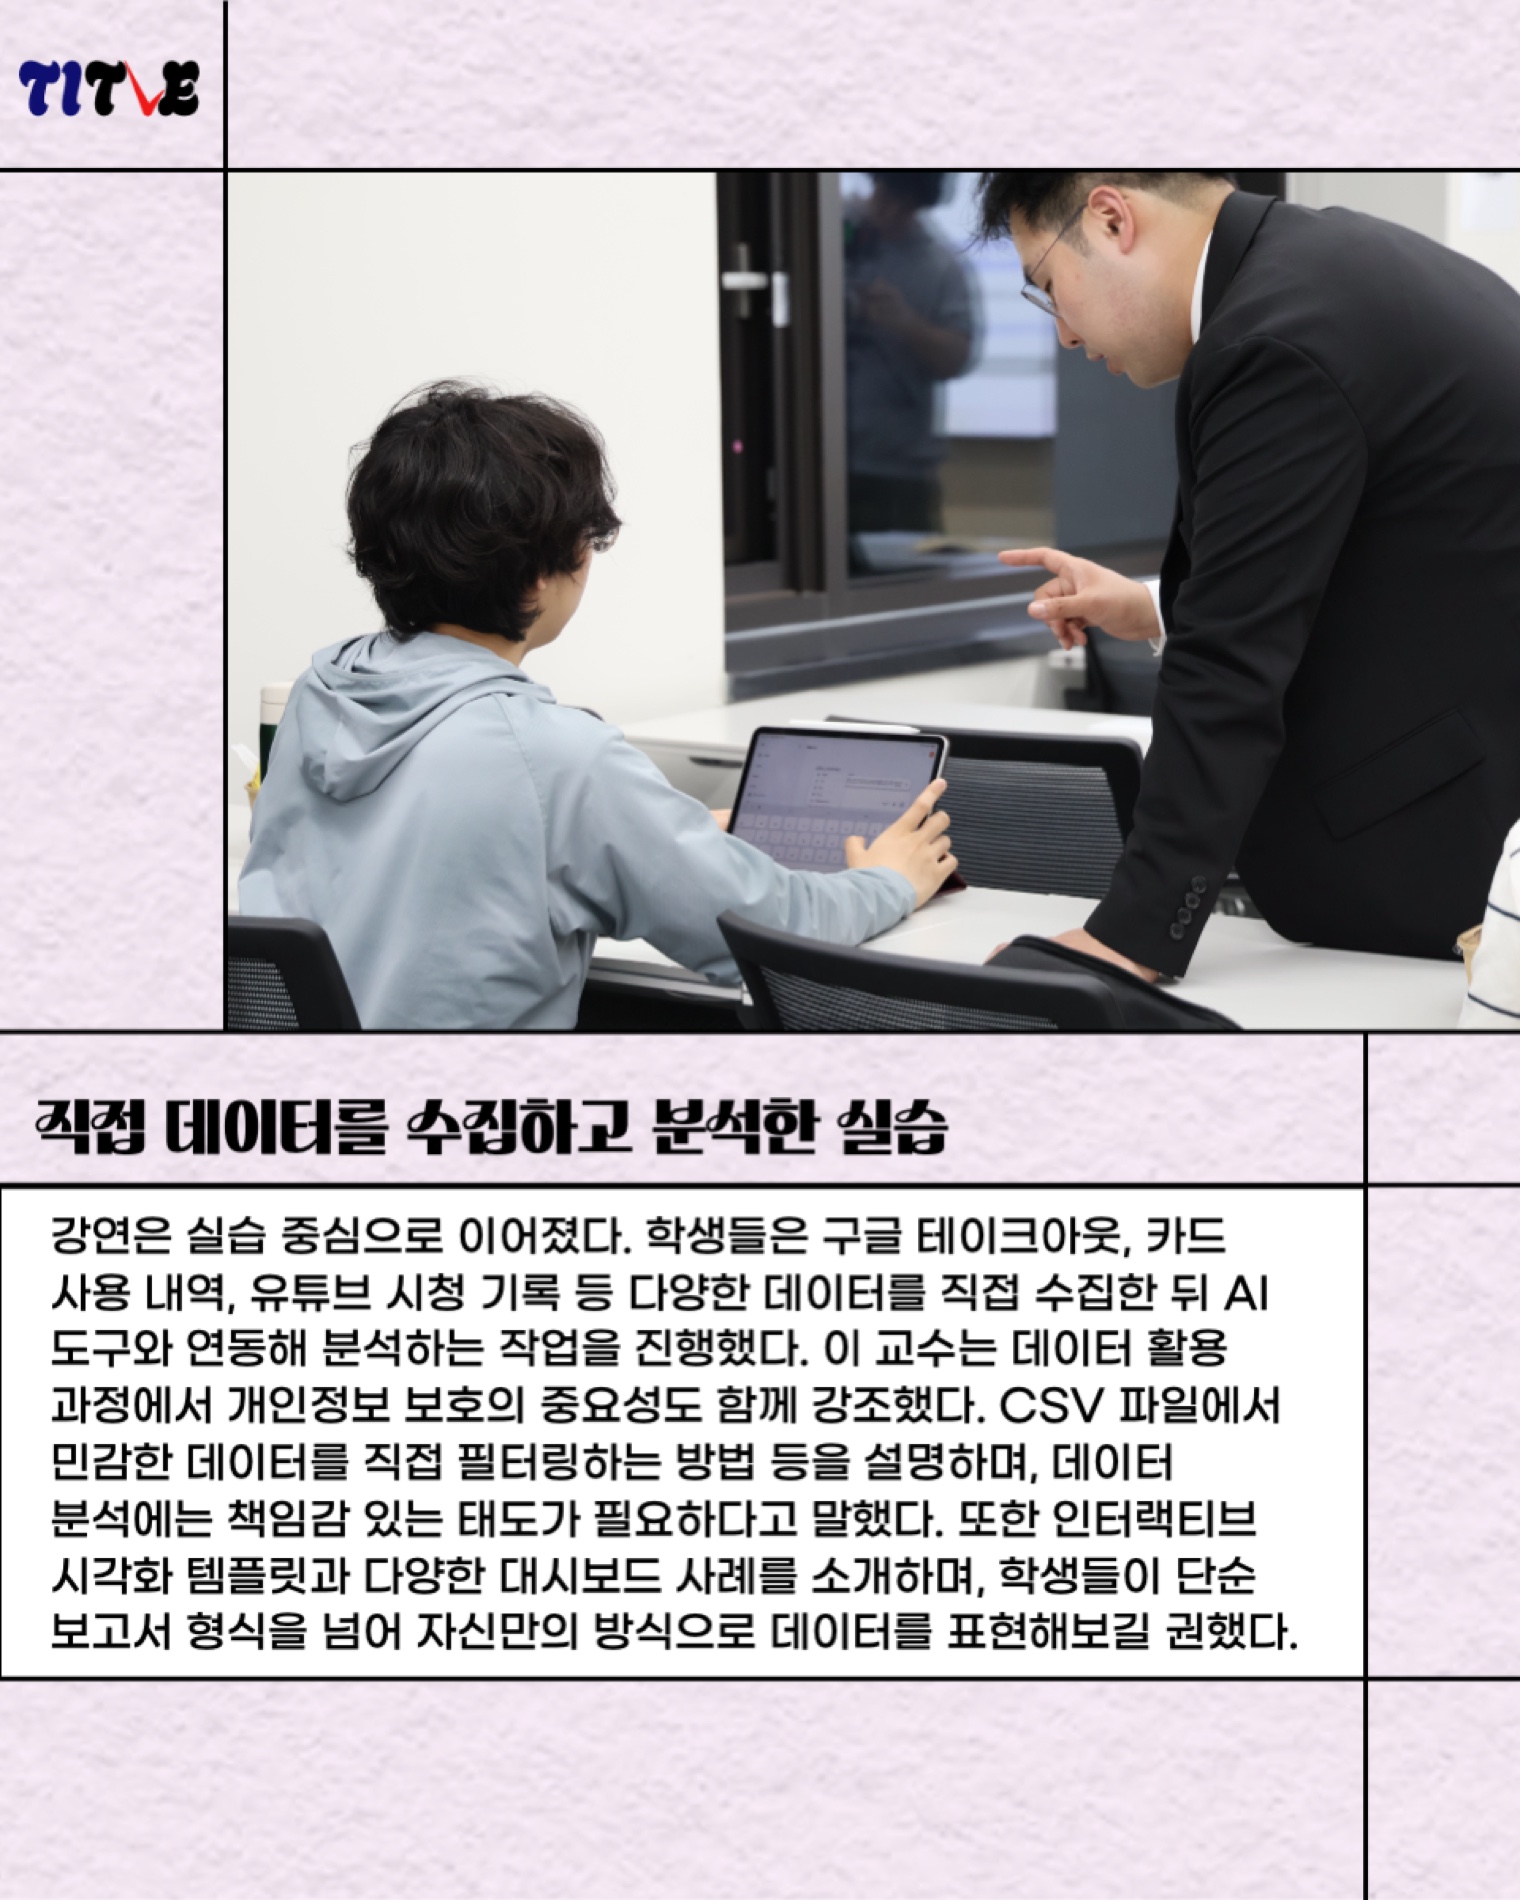 TITLE
직접 데이터를 수집하고 분석한 실습
강연은 실습 중심으로 이어졌다. 학생들은 구글 테이크아웃, 카드
사용 내역, 유튜브 시청 기록 등 다양한 데이터를 직접 수집한 뒤 AI
도구와 연동해 분석하는 작업을 진행했다. 이 교수는 데이터 활용
과정에서 개인정보 보호의 중요성도 함께 강조했다. CSV 파일에서
민감한 데이터를 직접 필터링하는 방법 등을 설명하며, 데이터
분석에는 책임감 있는 태도가 필요하다고 말했다. 또한 인터랙티브
시각화 템플릿과 다양한 대시보드 사례를 소개하며, 학생들이 단순
보고서 형식을 넘어 자신만의 방식으로 데이터를 표현해보길 권했다.